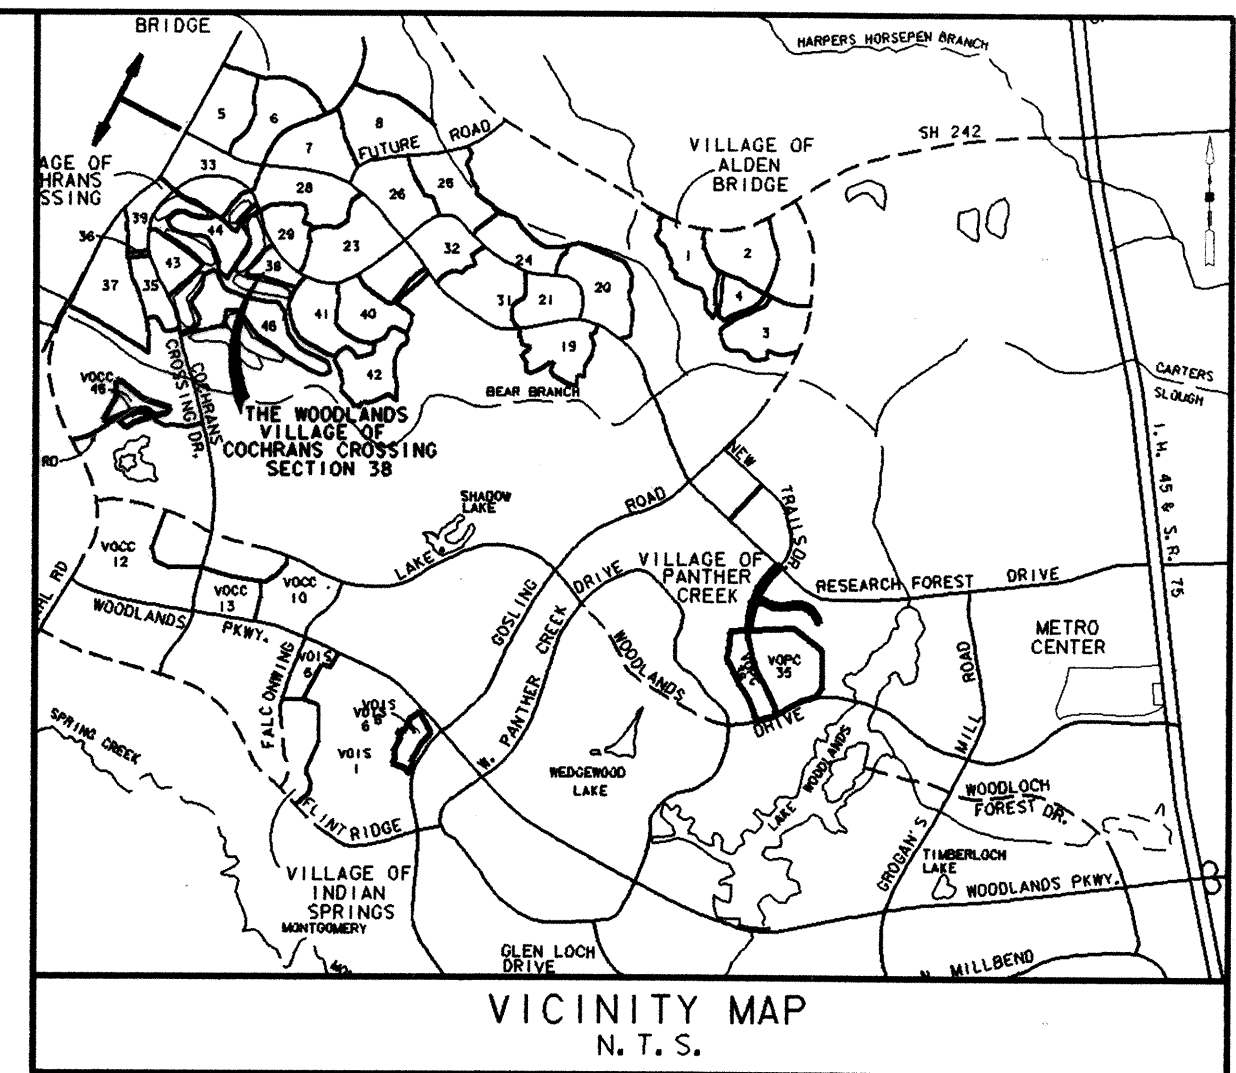 BRIDGE
HARPERS HORSEPEN BRANCH
5
6
8
7
FUTURE ROAD
SH 242
VILLAGE OF
ALDEN
BRIDGE
AGE OF
HRANS
SSING
33
28
26
25
39
44
29
23
32
24
36
43
38
37
35
31
21
20
41
40
46
19
42
1
2
4
3
VOCC
45
COCHRANS
CROSSING DR.
BEAR BRANCH
CARTERS
SLOUGH
THE WOODLANDS
VILLAGE OF
COCHRANS CROSSING
SECTION 38
RD
I. H. 45 & S. R. 75
NEW TRAILS DR
SHADOW
LAKE
LAKE
GOSLING ROAD
VOCC
12
VOCC
13
VOCC
10
WOODLANDS PKWY.
VILLAGE OF
PANTHER
CREEK
RESEARCH FOREST DRIVE
W. PANTHER CREEK DRIVE
WOODLANDS DRIVE
VOPC
35
METRO
CENTER
FALCONWING
VOIS
6
VOIS
6
VOIS
1
SPRING CREEK
WEDGEWOOD
LAKE
LAKE WOODLANDS
GROGAN'S MILL ROAD
WOODLOCH
FOREST DR.
FLINTRIDGE
TIMBERLOCH
LAKE
WOODLANDS PKWY.
VILLAGE OF
INDIAN
SPRINGS
MONTGOMERY
GLEN LOCH
DRIVE
N. MILLBEND
VICINITY MAP
N. T. S.